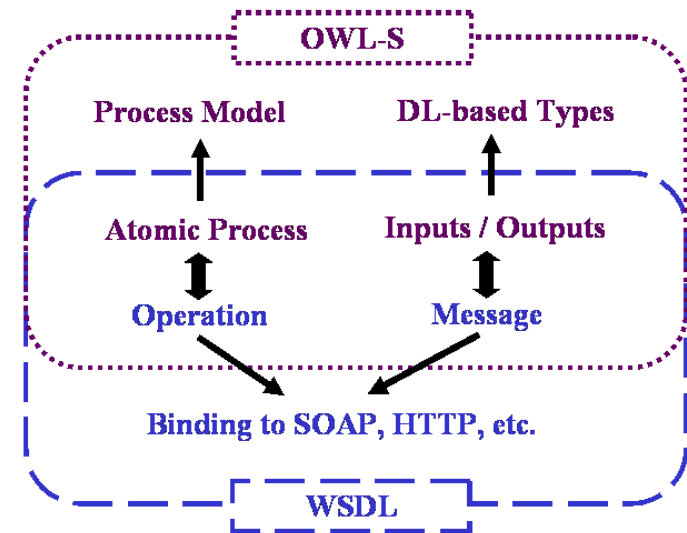 OWL-S
Process Model
DL-based Types
Atomic Process
Inputs / Outputs
Operation
Message
Binding to SOAP, HTTP, etc.
WSDL